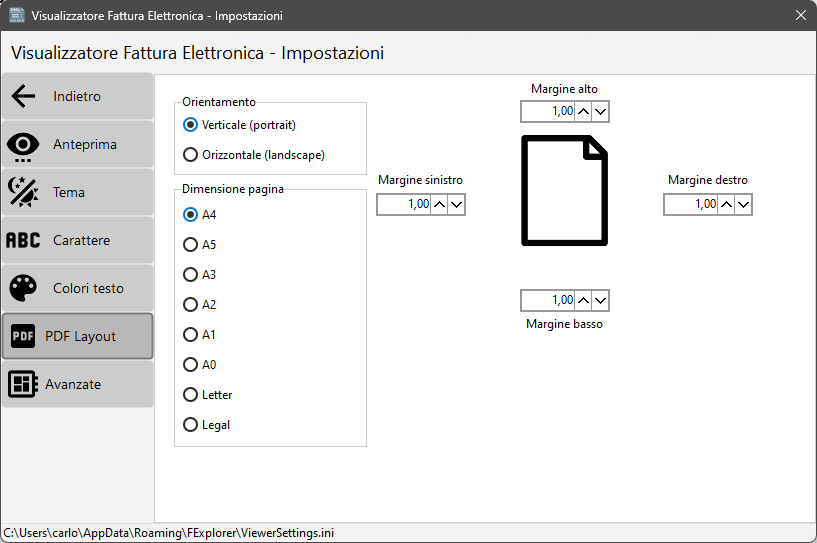 Visualizzatore Fattura Elettronica - Impostazioni
Visualizzatore Fattura Elettronica - Impostazioni
Indietro
Anteprima
Tema
ABC Carattere
Colori testo
PDF PDF Layout
Avanzate
Orientamento
Verticale (portrait)
Orizzontale (landscape)
Dimensione pagina
A4
A5
A3
A2
A1
A0
Letter
Legal
Margine alto
1,00
Margine sinistro
1,00
Margine destro
1,00
1,00
Margine basso
C:\Users\carlo\AppData\Roaming\FExplorer\ViewerSettings.ini